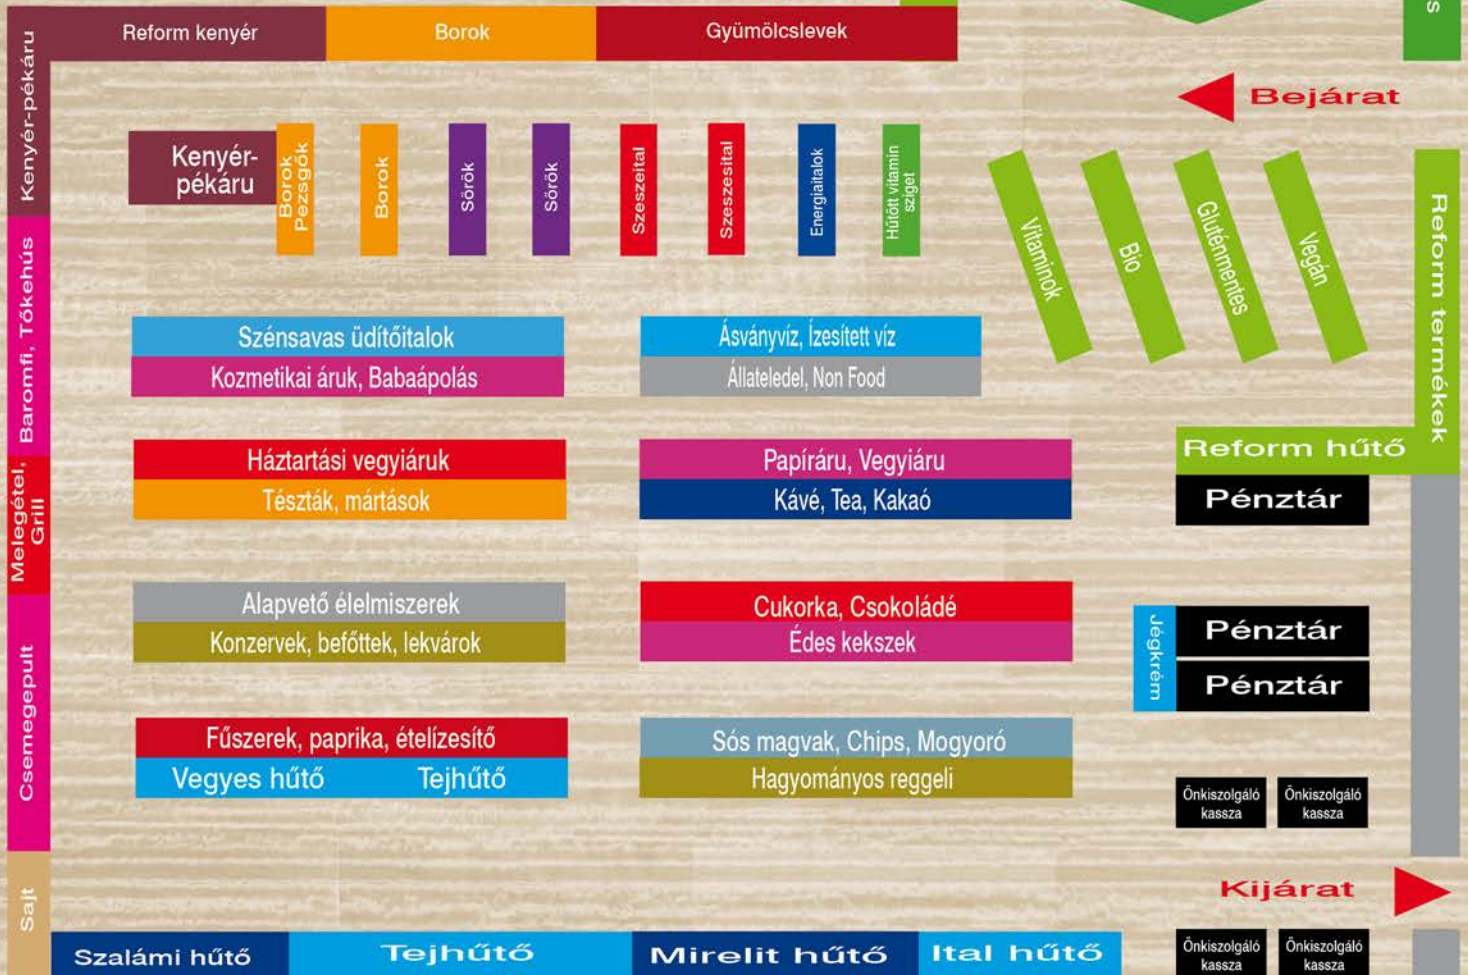 s
Reform kenyér
Borok
Gyümölcslevek
Kenyér-pékáru
Bejárat
Kenyér-
pékáru
Borok
Pezsgők
Borok
Sörök
Sörök
Szeszeital
Szeszesital
Energiaitalok
Hűtött vitamin
sziget
Vitaminok
Bio
Gluténmentes
Vegán
Reform termékek
Baromfi, Tőkehús
Szénsavas üdítőitalok
Kozmetikai áruk, Babaápolás
Ásványvíz, Ízesített víz
Állateledel, Non Food
Háztartási vegyiáruk
Tészták, mártások
Papíráru, Vegyiáru
Kávé, Tea, Kakaó
Reform hűtő
Pénztár
Melegétel,
Grill
Alapvető élelmiszerek
Konzervek, befőttek, lekvárok
Cukorka, Csokoládé
Édes kekszek
Jégkrém
Pénztár
Pénztár
Csemegepult
Fűszerek, paprika, ételízesítő
Vegyes hűtő
Tejhűtő
Sós magvak, Chips, Mogyoró
Hagyományos reggeli
Önkiszolgáló
kassza
Önkiszolgáló
kassza
Kijárat
Sajt
Szalámi hűtő
Tejhűtő
Mirelit hűtő
Ital hűtő
Önkiszolgáló
kassza
Önkiszolgáló
kassza